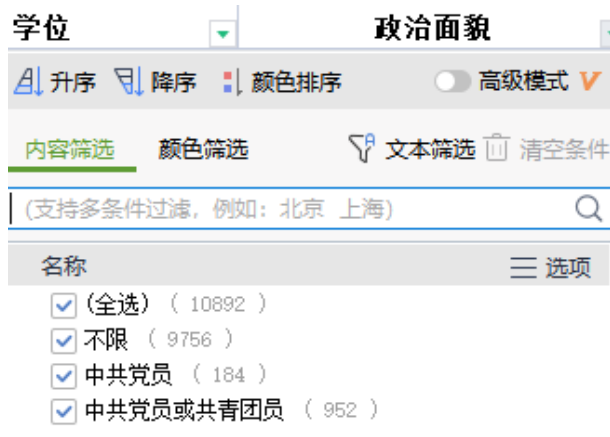 学位 政治面貌
升序 降序 颜色排序 高级模式
内容筛选 颜色筛选 文本筛选 清空条件
(支持多条件过滤，例如：北京 上海)
名称 选项
(全选) ( 10892 )
不限 ( 9756 )
中共党员 ( 184 )
中共党员或共青团员 ( 952 )